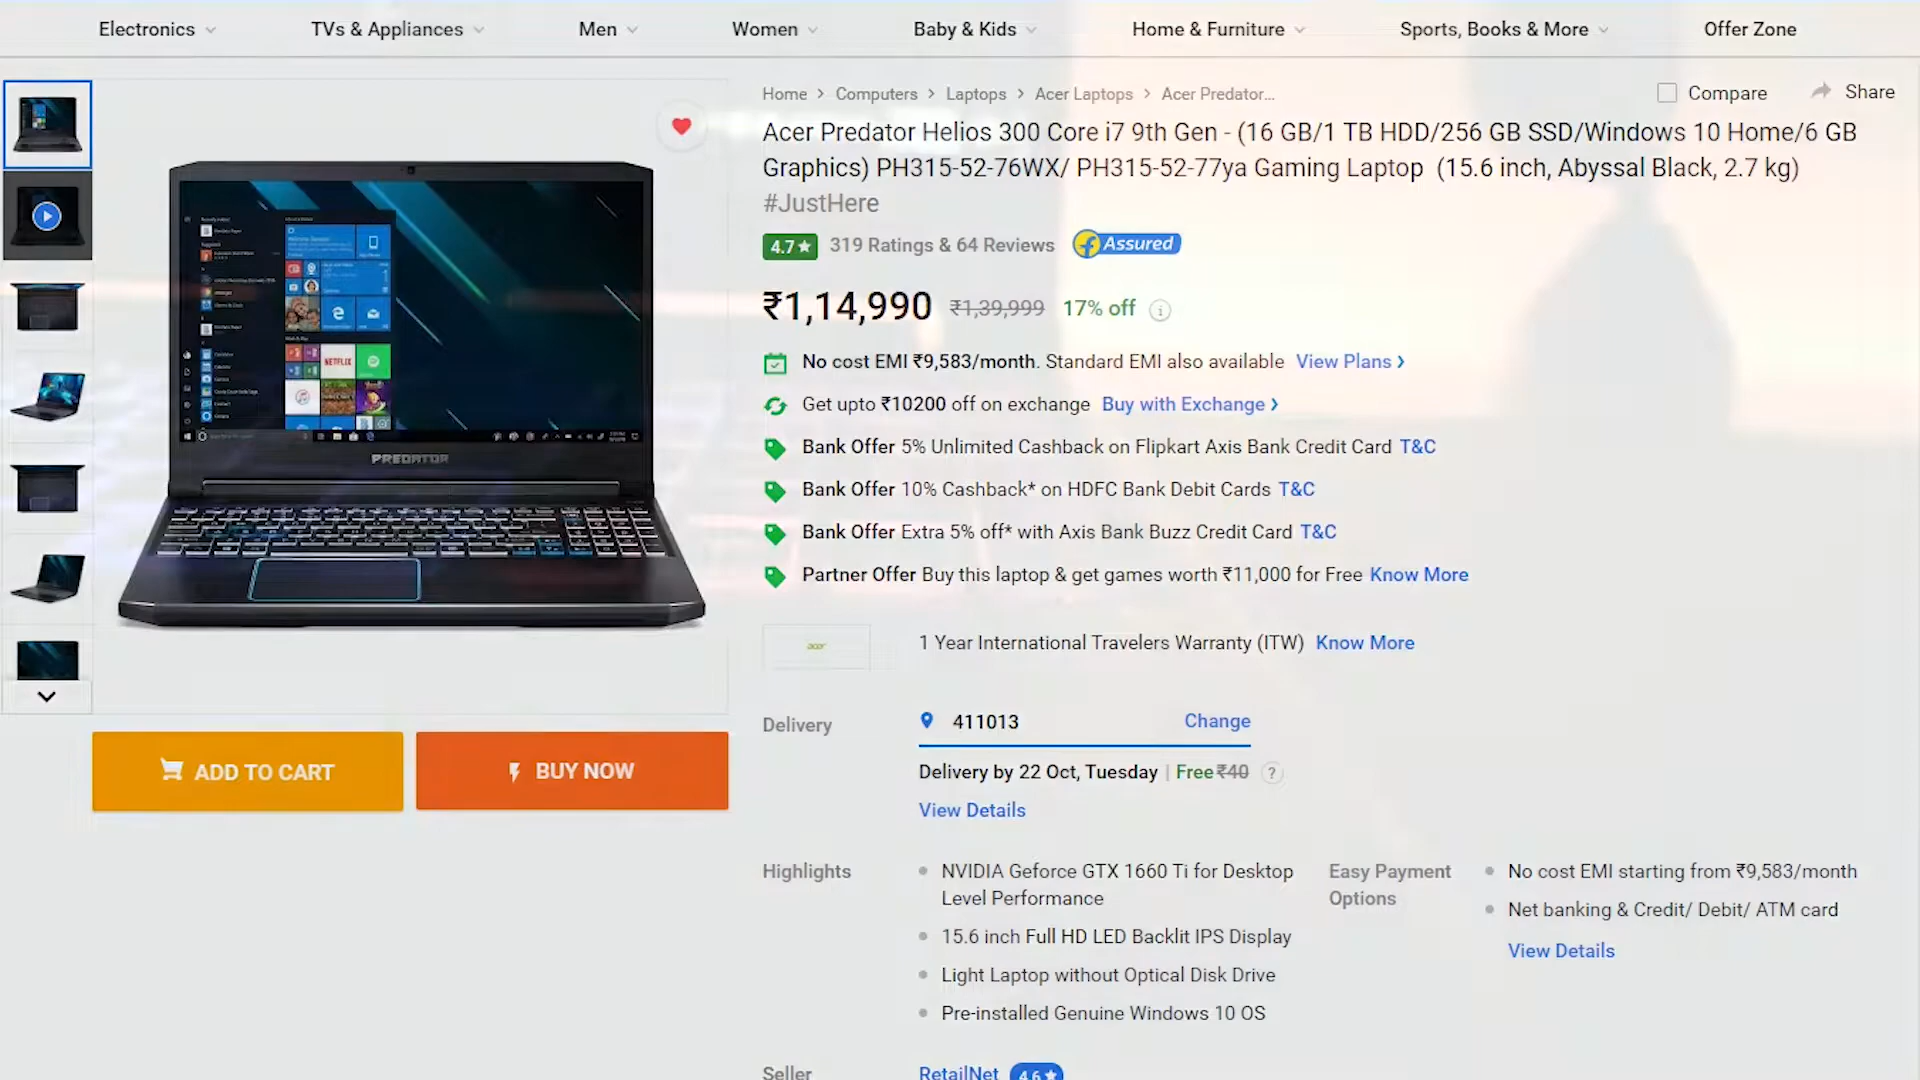 Electronics
TVs & Appliances
Men
Women
Baby & Kids
Home & Furniture
Sports, Books & More
Offer Zone
Home > Computers > Laptops > Acer Laptops > Acer Predator...
Compare
Share
Acer Predator Helios 300 Core i7 9th Gen - (16 GB/1 TB HDD/256 GB SSD/Windows 10 Home/6 GB
Graphics) PH315-52-76WX/ PH315-52-77ya Gaming Laptop (15.6 inch, Abyssal Black, 2.7 kg)
#JustHere
4.7★ 319 Ratings & 64 Reviews Assured
₹1,14,990 ₹1,39,999 17% off
No cost EMI ₹9,583/month. Standard EMI also available View Plans >
Get upto ₹10200 off on exchange Buy with Exchange >
Bank Offer 5% Unlimited Cashback on Flipkart Axis Bank Credit Card T&C
Bank Offer 10% Cashback* on HDFC Bank Debit Cards T&C
Bank Offer Extra 5% off* with Axis Bank Buzz Credit Card T&C
Partner Offer Buy this laptop & get games worth ₹11,000 for Free Know More
acer
1 Year International Travelers Warranty (ITW) Know More
Delivery
411013
Change
Delivery by 22 Oct, Tuesday | Free ₹40 ?
View Details
Highlights
NVIDIA Geforce GTX 1660 Ti for Desktop
Level Performance
15.6 inch Full HD LED Backlit IPS Display
Light Laptop without Optical Disk Drive
Pre-installed Genuine Windows 10 OS
Easy Payment
Options
No cost EMI starting from ₹9,583/month
Net banking & Credit/ Debit/ ATM card
View Details
Seller
RetailNet 4.6★
PREDATOR
NETFLIX
ADD TO CART
BUY NOW